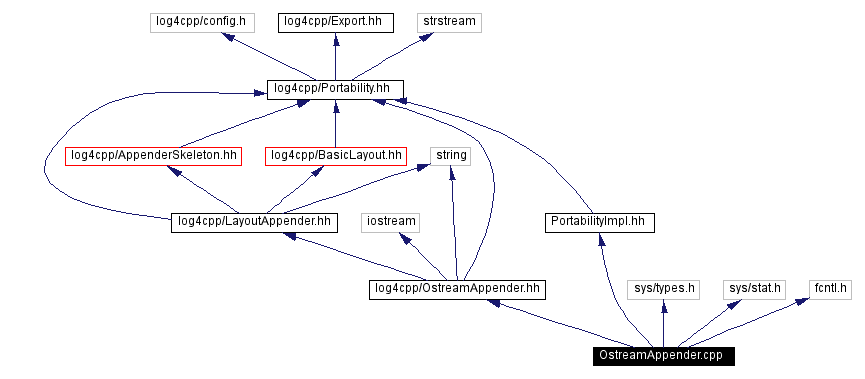 log4cpp/config.h
log4cpp/Export.hh
strstream
log4cpp/Portability.hh
log4cpp/AppenderSkeleton.hh
log4cpp/BasicLayout.hh
string
log4cpp/LayoutAppender.hh
iostream
PortabilityImpl.hh
log4cpp/OstreamAppender.hh
sys/types.h
sys/stat.h
fcntl.h
OstreamAppender.cpp